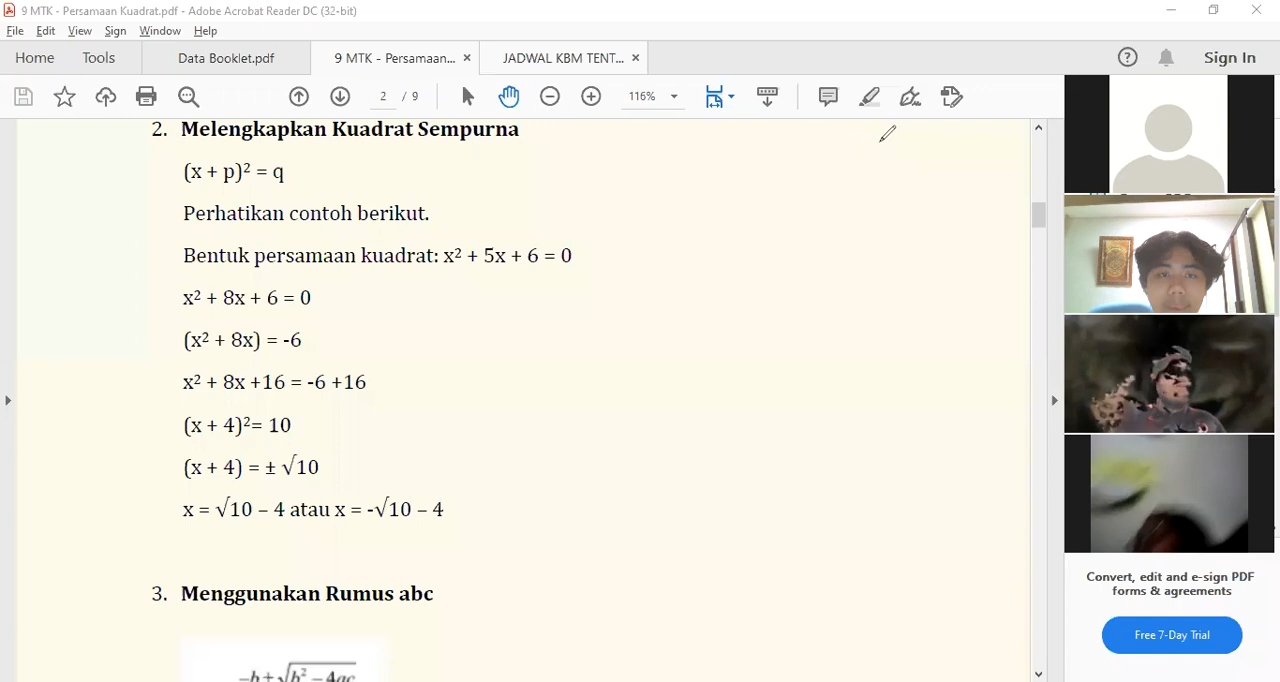 9 MTK - Persamaan Kuadrat.pdf - Adobe Acrobat Reader DC (32-bit)
File Edit View Sign Window Help
Home Tools Data Booklet.pdf 9 MTK - Persamaan... × JADWAL KBM TENT... × Sign In
2 / 9 116%
2. Melengkapkan Kuadrat Sempurna
(x + p)² = q
Perhatikan contoh berikut.
Bentuk persamaan kuadrat: x² + 5x + 6 = 0
x² + 8x + 6 = 0
(x² + 8x) = -6
x² + 8x +16 = -6 +16
(x + 4)²= 10
(x + 4) = ± √10
x = √10 – 4 atau x = -√10 – 4
3. Menggunakan Rumus abc
-b±√b² – 4ac
Convert, edit and e-sign PDF
forms & agreements
Free 7-Day Trial